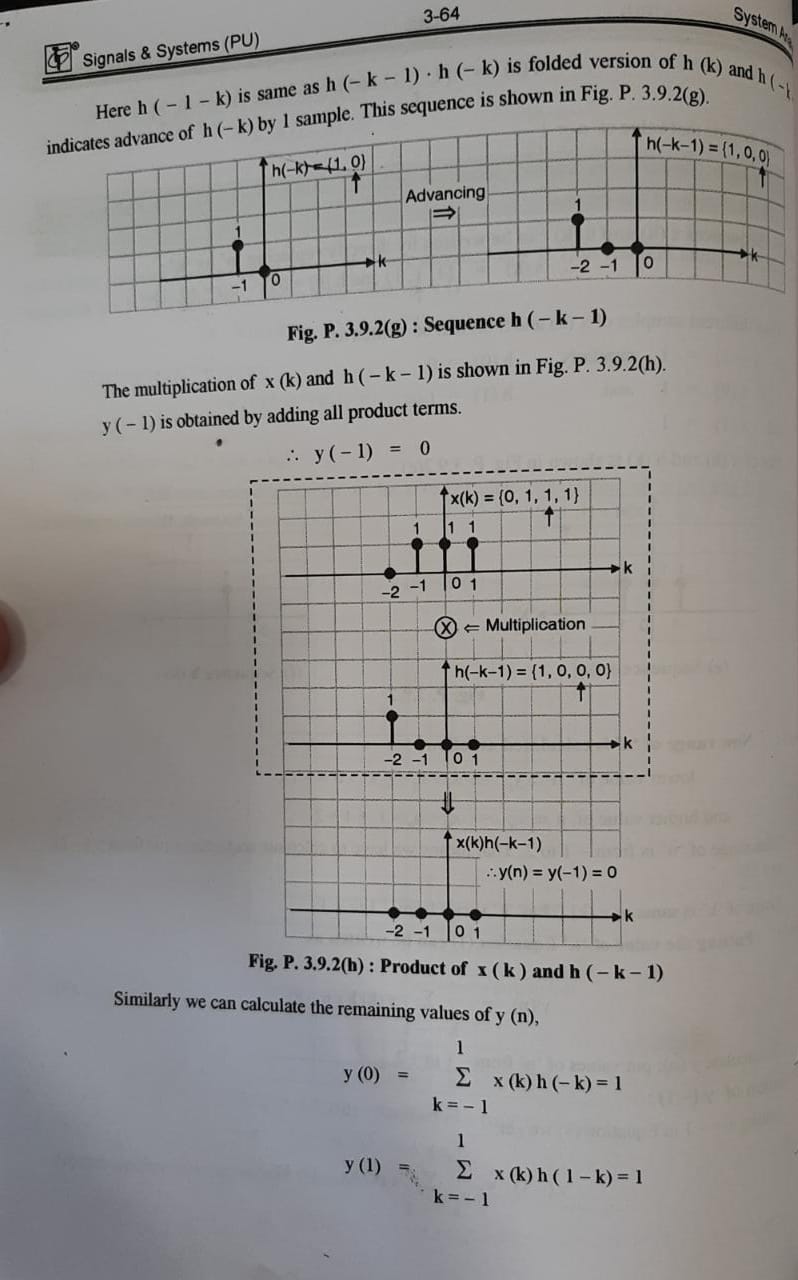 3-64
Signals & Systems (PU)
System
Here h ( – 1 – k) is same as h (– k – 1) · h (– k) is folded version of h (k) and h (
indicates advance of h (– k) by 1 sample. This sequence is shown in Fig. P. 3.9.2(g).
h(–k) = {1, 0}
h(–k–1) = {1, 0, 0}
Advancing
⇒
1
1
–1 0
k
–2 –1 0
k
Fig. P. 3.9.2(g) : Sequence h ( – k – 1)
The multiplication of x (k) and h ( – k – 1) is shown in Fig. P. 3.9.2(h).
y ( – 1) is obtained by adding all product terms.
∴ y ( – 1) = 0
x(k) = {0, 1, 1, 1}
1 1 1
k
–2 –1 0 1
ⓧ ⇐ Multiplication
h(–k–1) = {1, 0, 0, 0}
1
k
–2 –1 0 1
⇓
x(k)h(–k–1)
∴y(n) = y(–1) = 0
k
–2 –1 0 1
Fig. P. 3.9.2(h) : Product of x ( k ) and h ( – k – 1)
Similarly we can calculate the remaining values of y (n),
1
y (0) = Σ x (k) h (– k) = 1
k = – 1
1
y (1) = Σ x (k) h ( 1 – k) = 1
k = – 1